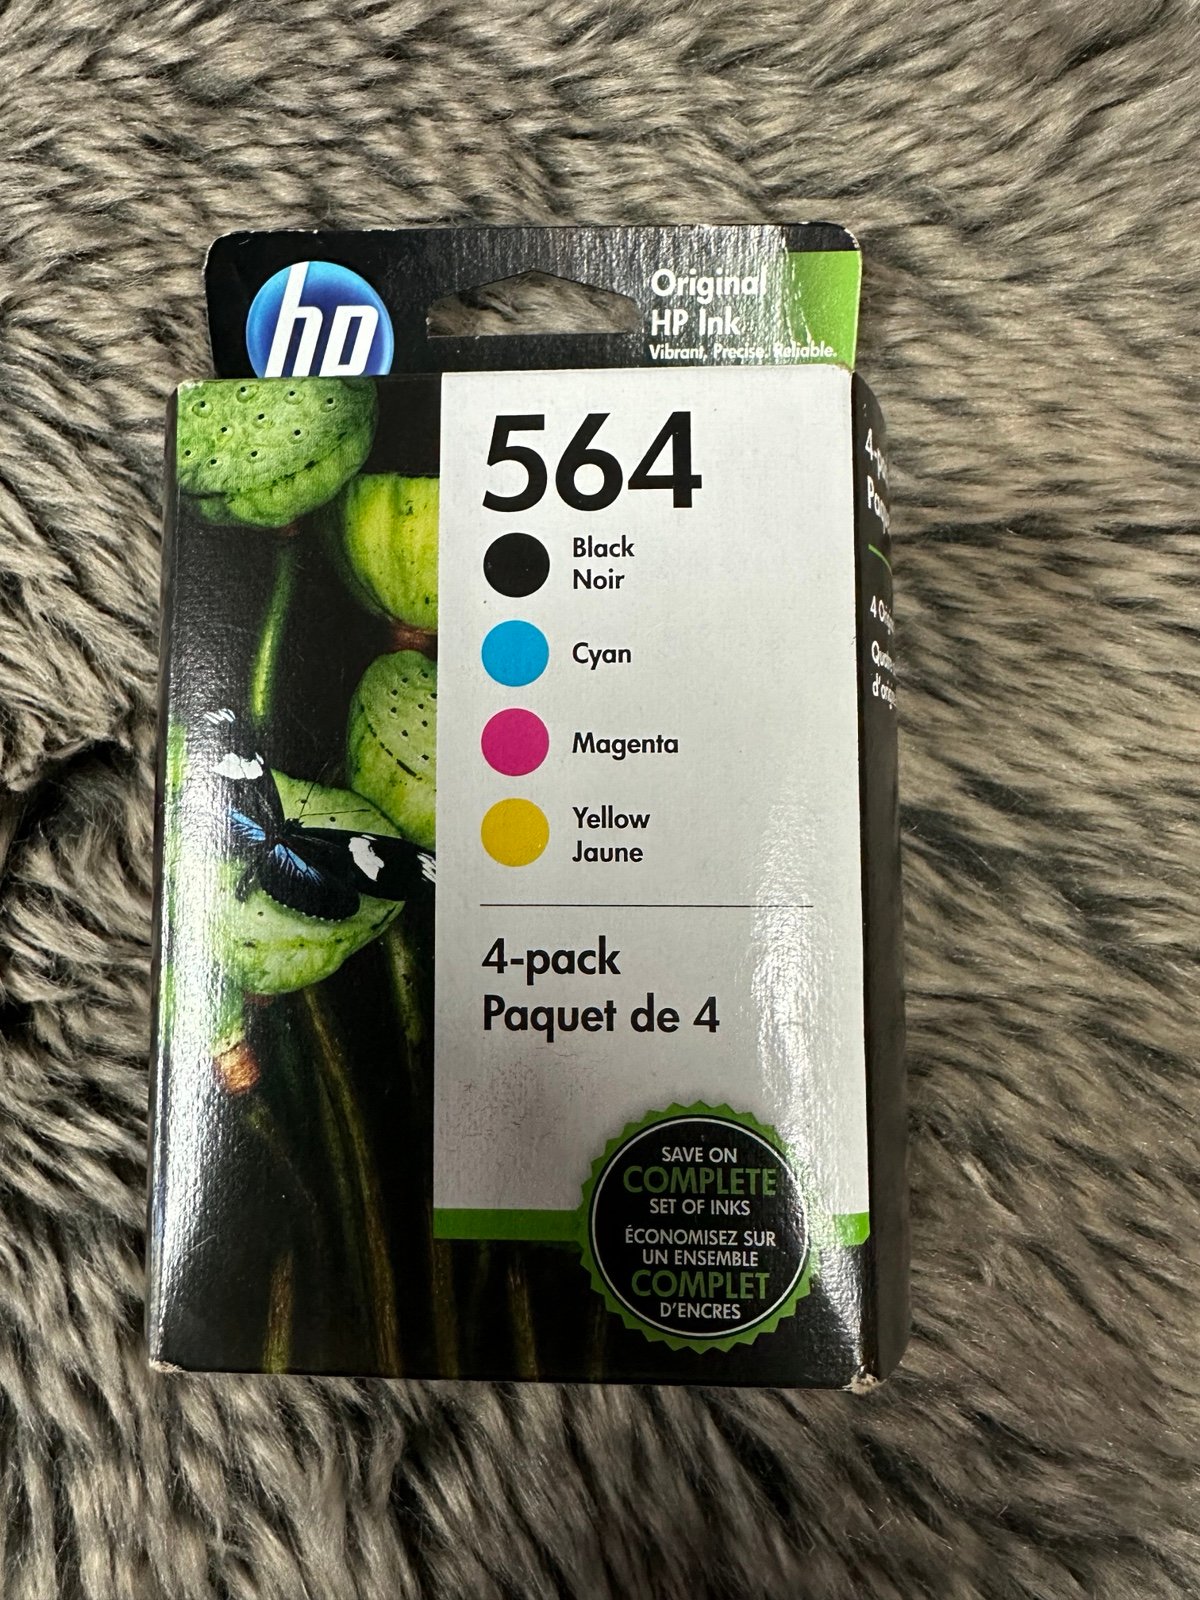 hp
Original
HP Ink
Vibrant, Precise. Reliable.
564
Black
Noir
Cyan
Magenta
Yellow
Jaune
4-pack
Paquet de 4
SAVE ON
COMPLETE
SET OF INKS
ÉCONOMISEZ SUR
UN ENSEMBLE
COMPLET
D'ENCRES